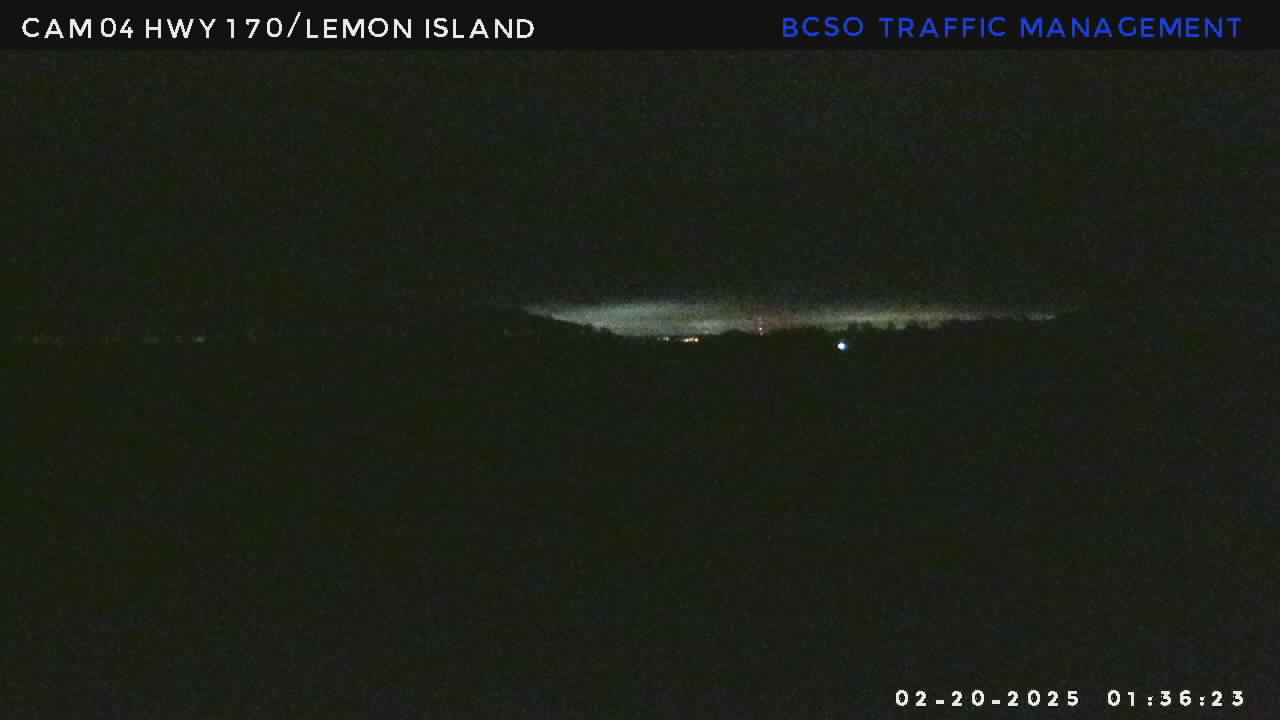 CAM04 HWY 170/LEMON ISLAND
BCSO TRAFFIC MANAGEMENT
02-20-2025 01:36:23